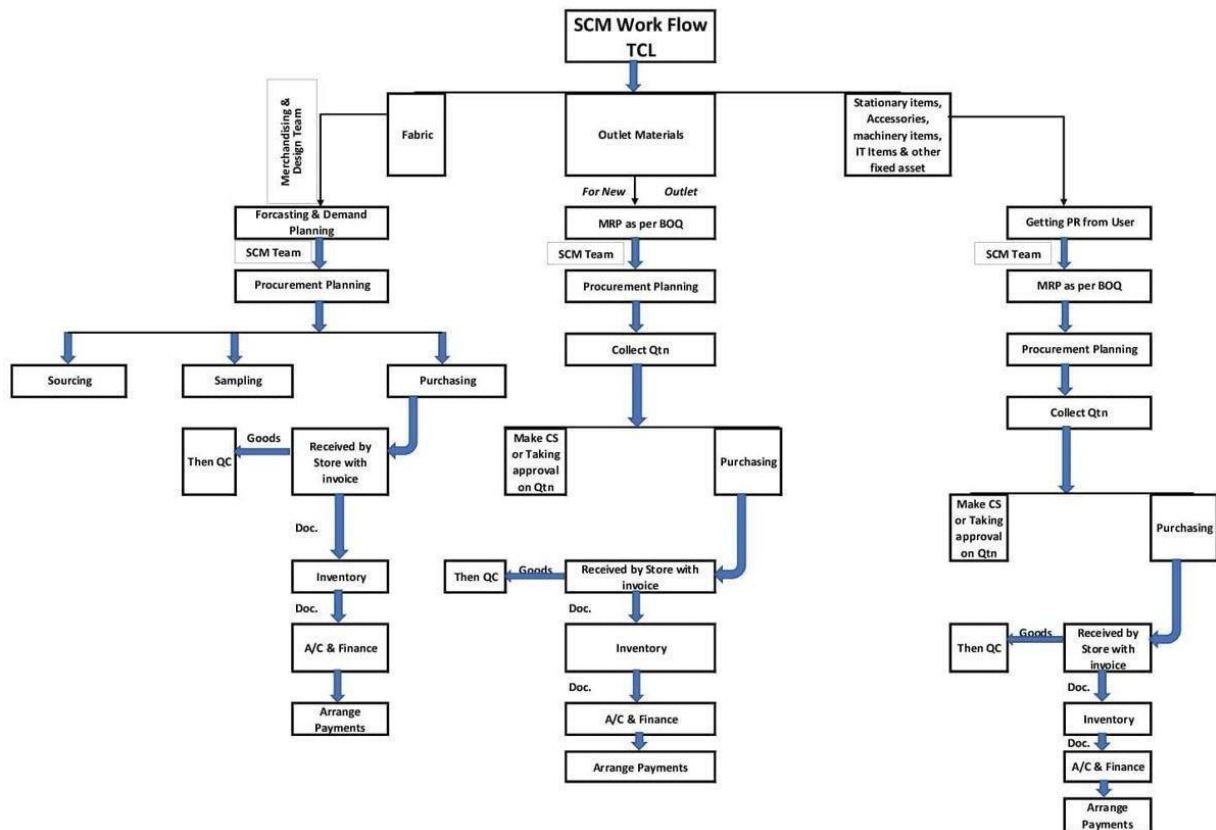 SCM Work Flow
TCL
Merchandising &
Design Team
Fabric
Outlet Materials
Stationary items,
Accessories,
machinery items,
IT Items & other
fixed asset
For New Outlet
Forcasting & Demand
Planning
MRP as per BOQ
Getting PR from User
SCM Team
SCM Team
SCM Team
Procurement Planning
Procurement Planning
MRP as per BOQ
Collect Qtn
Procurement Planning
Sourcing
Sampling
Purchasing
Collect Qtn
Then QC
Goods
Received by
Store with
invoice
Make CS
or Taking
approval
on Qtn
Purchasing
Make CS
or Taking
approval
on Qtn
Purchasing
Doc.
Inventory
Then QC
Goods
Received by Store with
invoice
Doc.
Doc.
A/C & Finance
Inventory
Then QC
Goods
Received by
Store with
invoice
Doc.
Doc.
Arrange
Payments
A/C & Finance
Inventory
Doc.
Arrange Payments
A/C & Finance
Arrange
Payments